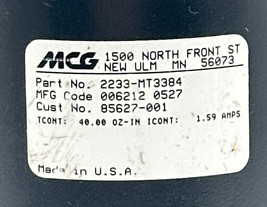 MCG 1500 NORTH FRONT ST
NEW ULM MN 56073
Part No. 2233-MT3384
MFG Code 006212 0527
Cust No. 85627-001
TCONT: 40.00 OZ-IN ICONT: 1.59 AMPS
Made in U.S.A.